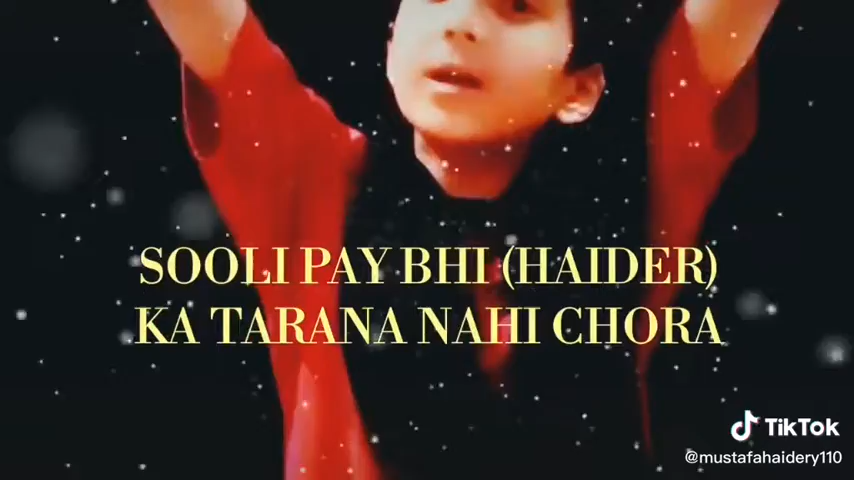 SOOLI PAY BHI (HAIDER)
KA TARANA NAHI CHORA
TikTok
@mustafahaidery110